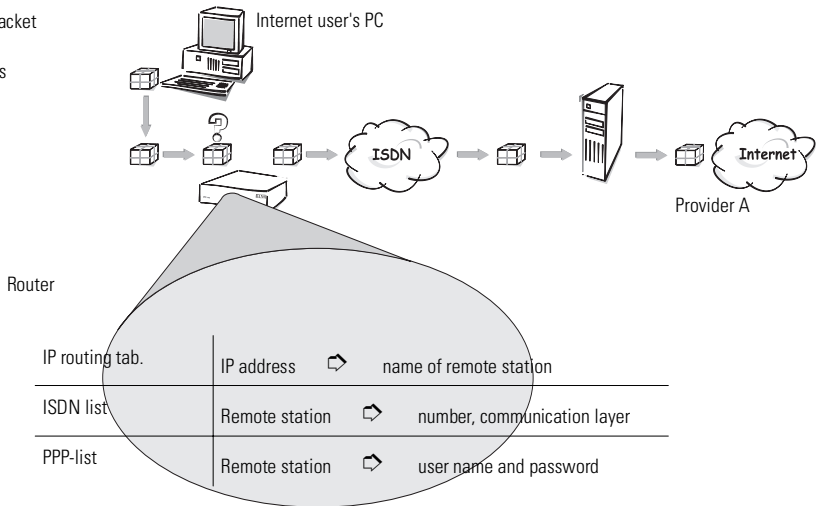 acket
Internet user's PC
s
?
ISDN
Internet
Provider A
Router
IP routing tab. IP address ⇨ name of remote station
ISDN list Remote station ⇨ number, communication layer
PPP-list Remote station ⇨ user name and password